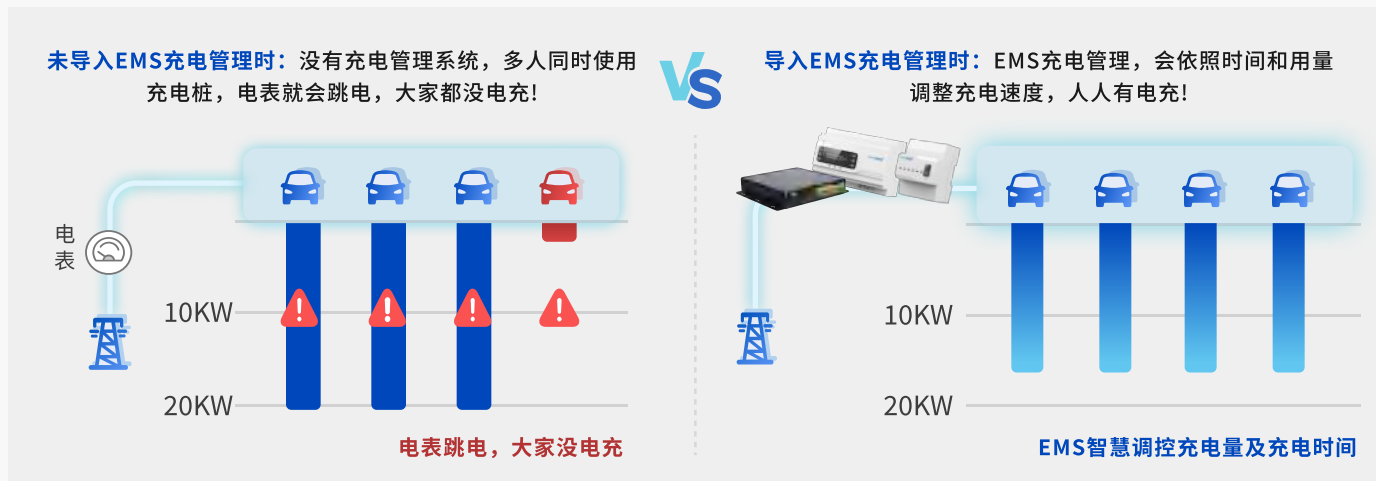 未导入EMS充电管理时：没有充电管理系统，多人同时使用
充电桩，电表就会跳电，大家都没电充!
VS
导入EMS充电管理时：EMS充电管理，会依照时间和用量
调整充电速度，人人有电充!
电
表
10KW
20KW
电表跳电，大家没电充
10KW
20KW
EMS智慧调控充电量及充电时间